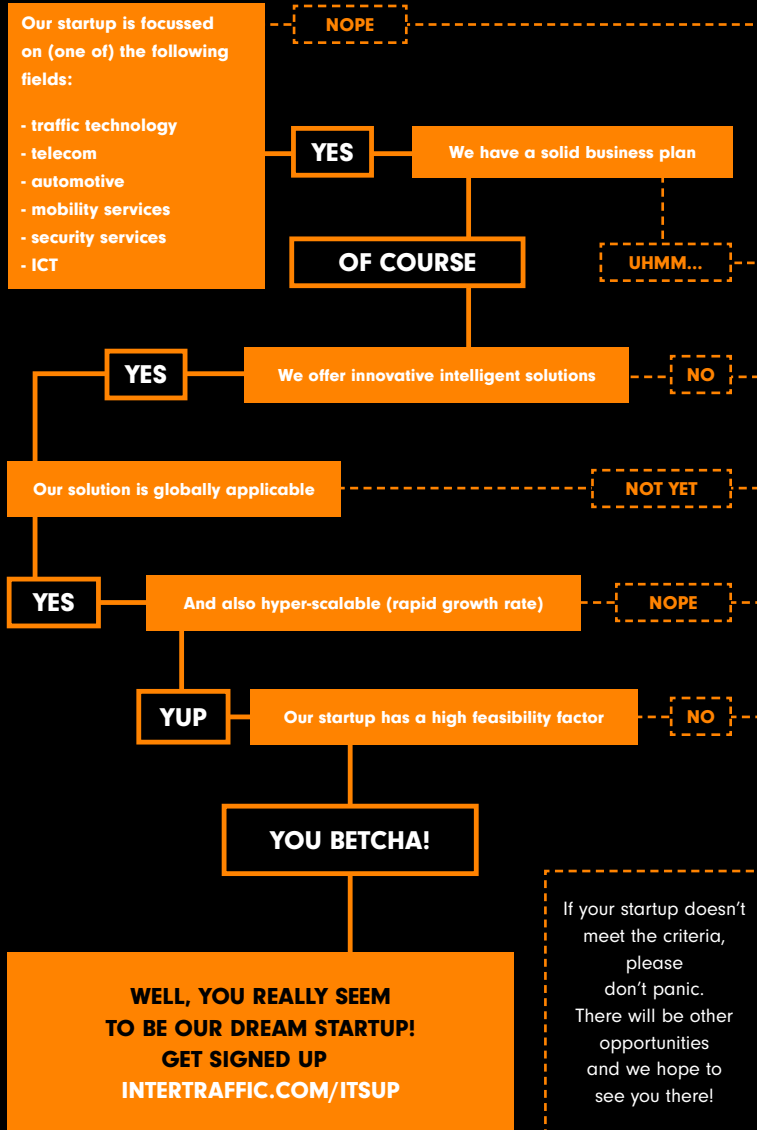 Our startup is focussed
on (one of) the following
fields:
- traffic technology
- telecom
- automotive
- mobility services
- security services
- ICT
NOPE
YES
We have a solid business plan
OF COURSE
UHMM...
YES
We offer innovative intelligent solutions
NO
Our solution is globally applicable
NOT YET
YES
And also hyper-scalable (rapid growth rate)
NOPE
YUP
Our startup has a high feasibility factor
NO
YOU BETCHA!
WELL, YOU REALLY SEEM
TO BE OUR DREAM STARTUP!
GET SIGNED UP
INTERTRAFFIC.COM/ITSUP
If your startup doesn't
meet the criteria,
please
don't panic.
There will be other
opportunities
and we hope to
see you there!